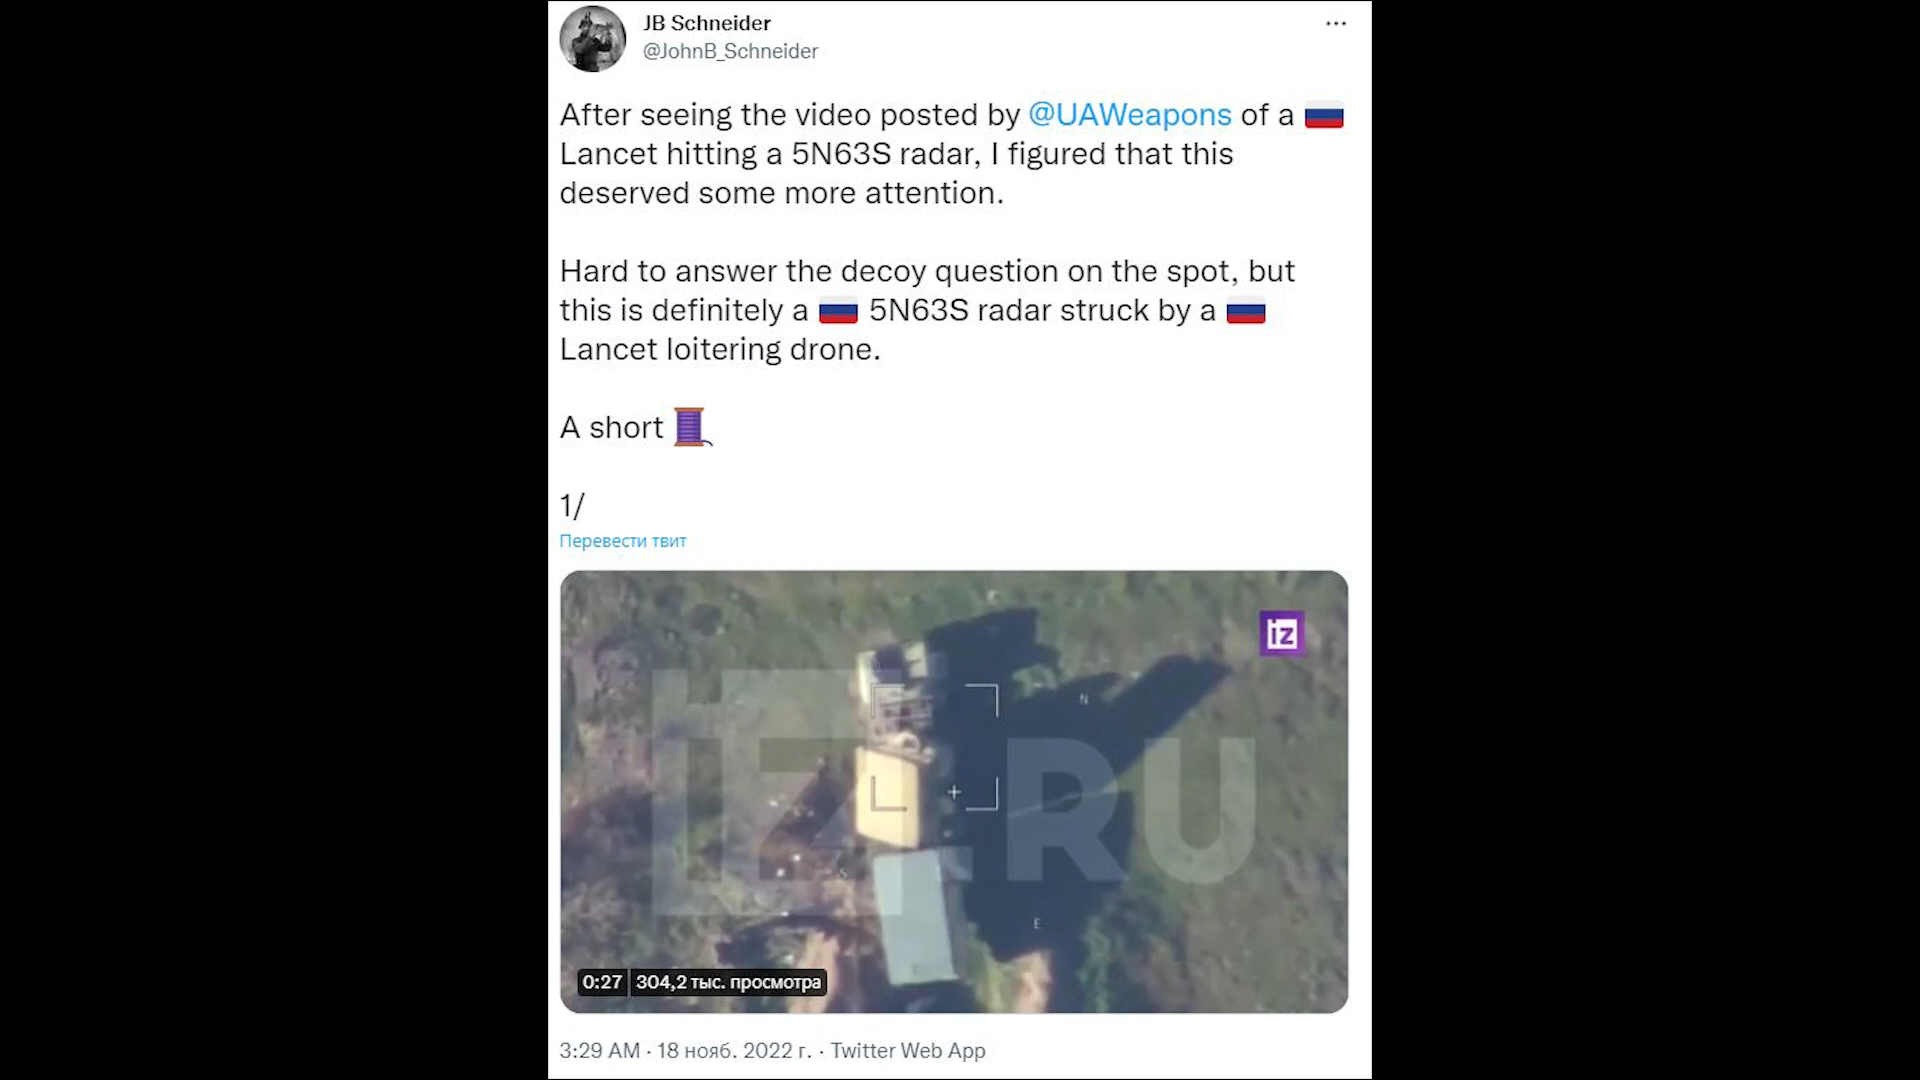 JB Schneider
@JohnB_Schneider
After seeing the video posted by @UAWeapons of a 🇷🇺
Lancet hitting a 5N63S radar, I figured that this
deserved some more attention.
Hard to answer the decoy question on the spot, but
this is definitely a 🇷🇺 5N63S radar struck by a 🇷🇺
Lancet loitering drone.
A short 🧵
1/
Перевести твит
iz
N
IZ.RU
S
E
0:27 304,2 тыс. просмотра
3:29 AM · 18 нояб. 2022 г. · Twitter Web App